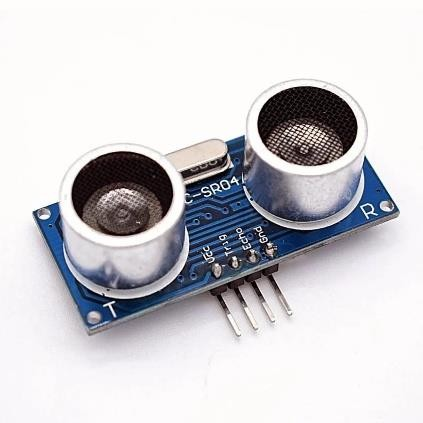 C-SR04
R
Vcc
Trig
Echo
Gnd
T